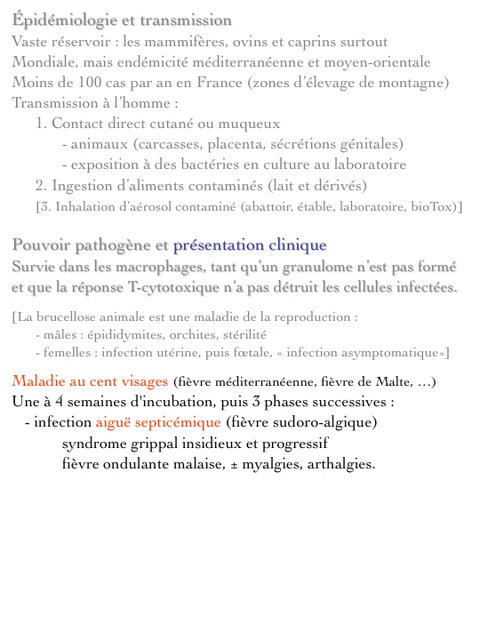 Épidémiologie et transmission
Vaste réservoir : les mammifères, ovins et caprins surtout
Mondiale, mais endémicité méditerranéenne et moyen-orientale
Moins de 100 cas par an en France (zones d'élevage de montagne)
Transmission à l'homme :
1. Contact direct cutané ou muqueux
- animaux (carcasses, placenta, sécrétions génitales)
- exposition à des bactéries en culture au laboratoire
2. Ingestion d'aliments contaminés (lait et dérivés)
[3. Inhalation d'aérosol contaminé (abattoir, étable, laboratoire, bioTox)]
Pouvoir pathogène et présentation clinique
Survie dans les macrophages, tant qu'un granulome n'est pas formé
et que la réponse T-cytotoxique n'a pas détruit les cellules infectées.
[La brucellose animale est une maladie de la reproduction :
- mâles : épididymites, orchites, stérilité
- femelles : infection utérine, puis fœtale, « infection asymptomatique»]
Maladie au cent visages (fièvre méditerranéenne, fièvre de Malte, …)
Une à 4 semaines d'incubation, puis 3 phases successives :
- infection aiguë septicémique (fièvre sudoro-algique)
syndrome grippal insidieux et progressif
fièvre ondulante malaise, ± myalgies, arthalgies.